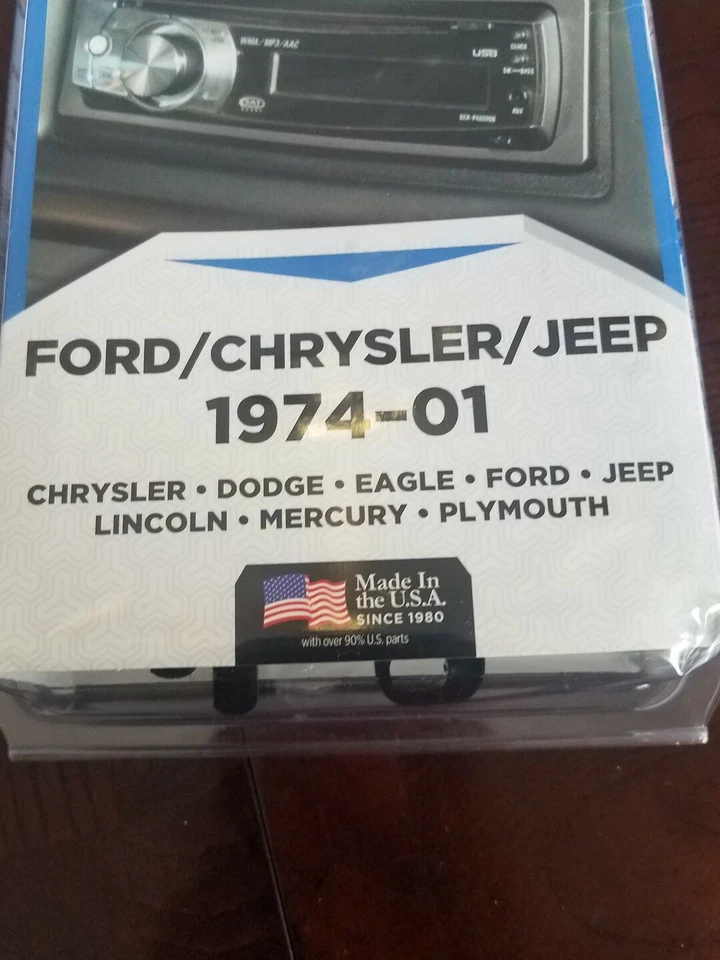 WMA/MP3/AAC
USB
CLOCK
FORD/CHRYSLER/JEEP
1974-01
CHRYSLER • DODGE • EAGLE • FORD • JEEP
LINCOLN • MERCURY • PLYMOUTH
Made In
the U.S.A.
SINCE 1980
with over 90% U.S. parts